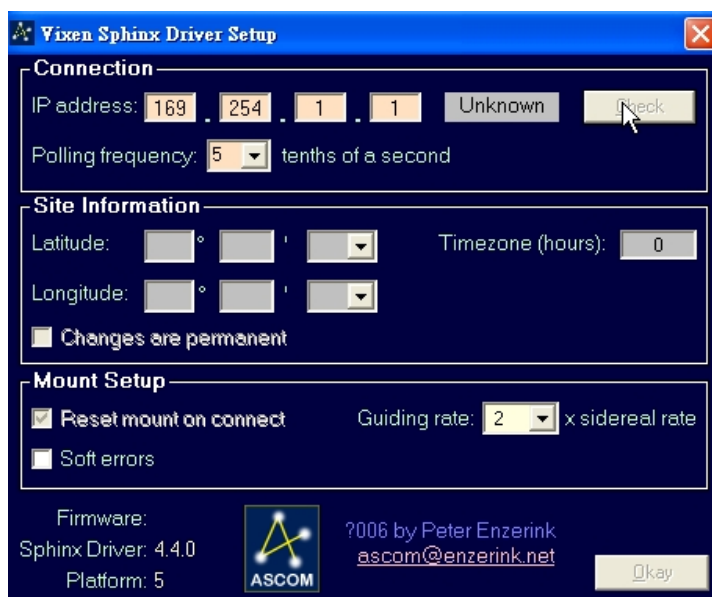 Vixen Sphinx Driver Setup
Connection
IP address: 169 . 254 . 1 . 1 Unknown Check
Polling frequency: 5 tenths of a second
Site Information
Latitude: ° ' Timezone (hours): 0
Longitude: ° '
Changes are permanent
Mount Setup
Reset mount on connect Guiding rate: 2 x sidereal rate
Soft errors
Firmware:
Sphinx Driver: 4.4.0
Platform: 5
ASCOM
?006 by Peter Enzerink
ascom@enzerink.net
Okay